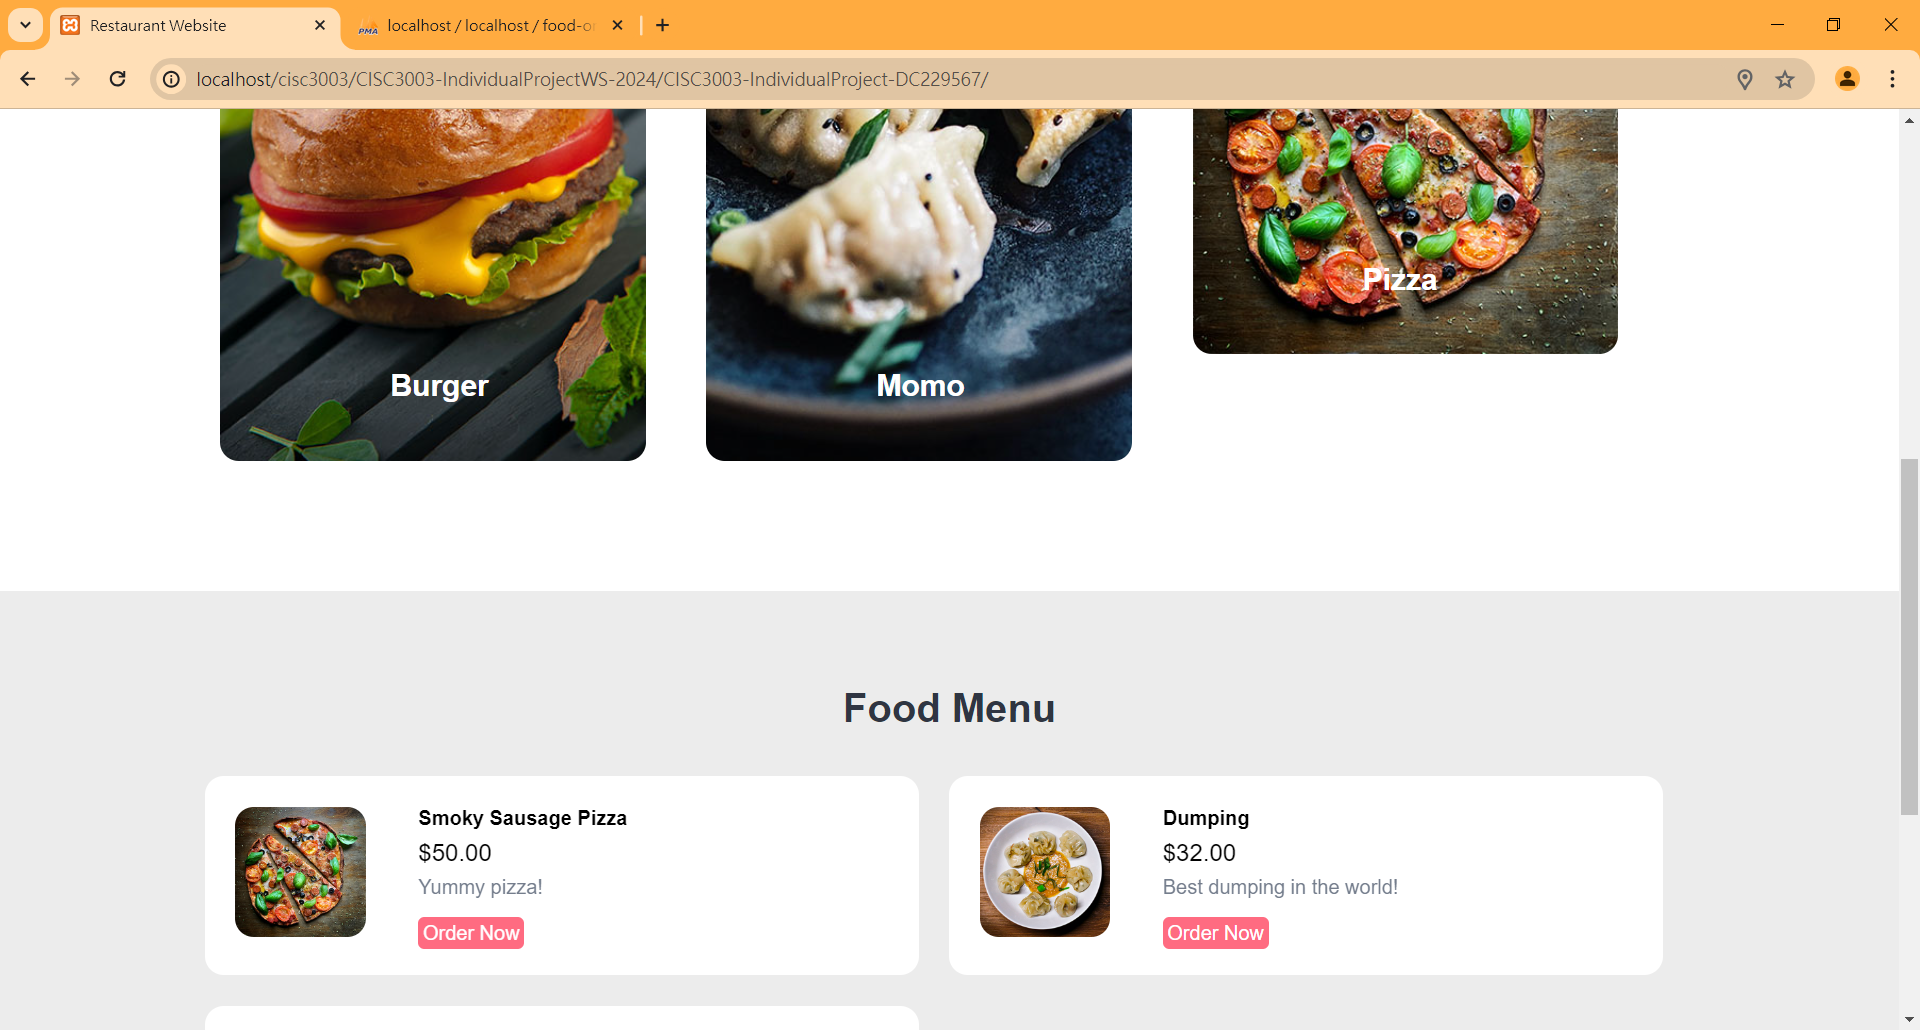 Restaurant Website
PMA localhost / localhost / food-o
localhost/cisc3003/CISC3003-IndividualProjectWS-2024/CISC3003-IndividualProject-DC229567/
Pizza
Burger
Momo
Food Menu
Smoky Sausage Pizza
$50.00
Yummy pizza!
Order Now
Dumping
$32.00
Best dumping in the world!
Order Now